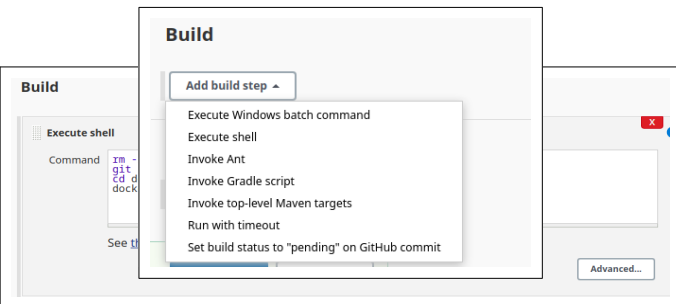 Build
Add build step
Execute Windows batch command
Execute shell
Invoke Ant
Invoke Gradle script
Invoke top-level Maven targets
Run with timeout
Set build status to "pending" on GitHub commit
Build
X
Execute shell
Command
rm -
git
cd d
dock
See
Advanced...